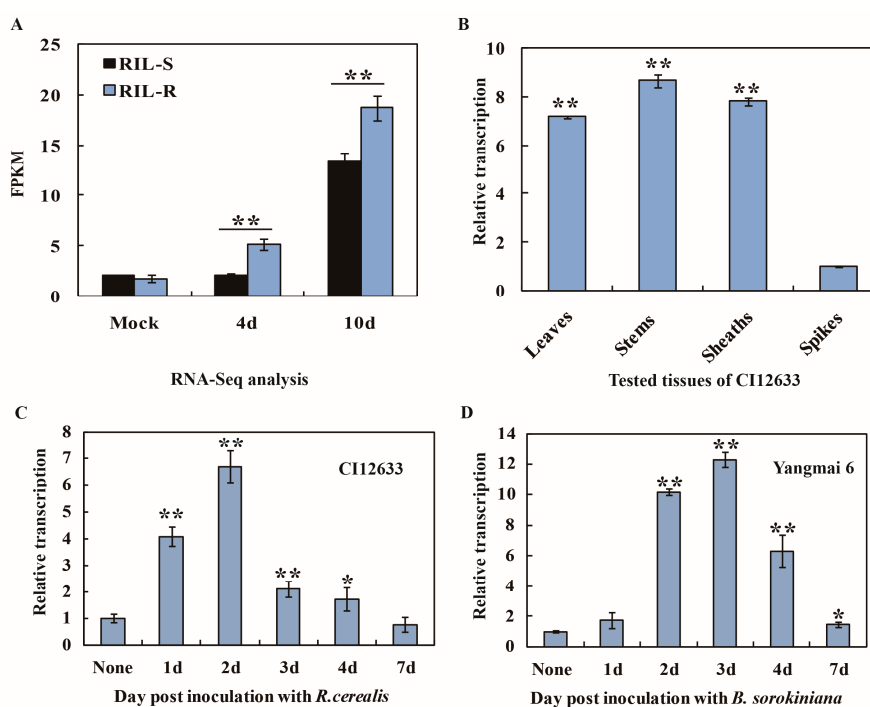 A
25
20
15
10
5
0
FPKM
RIL-S
RIL-R
**
**
Mock
4d
10d
RNA-Seq analysis
B
10
8
6
4
2
0
Relative transcription
**
**
**
Leaves
Stems
Sheaths
Spikes
Tested tissues of CI12633
C
8
7
6
5
4
3
2
1
0
Relative transcription
CI12633
**
**
**
*
None
1d
2d
3d
4d
7d
Day post inoculation with R.cerealis
D
14
12
10
8
6
4
2
0
Relative transcription
Yangmai 6
**
**
**
*
None
1d
2d
3d
4d
7d
Day post inoculation with B. sorokiniana